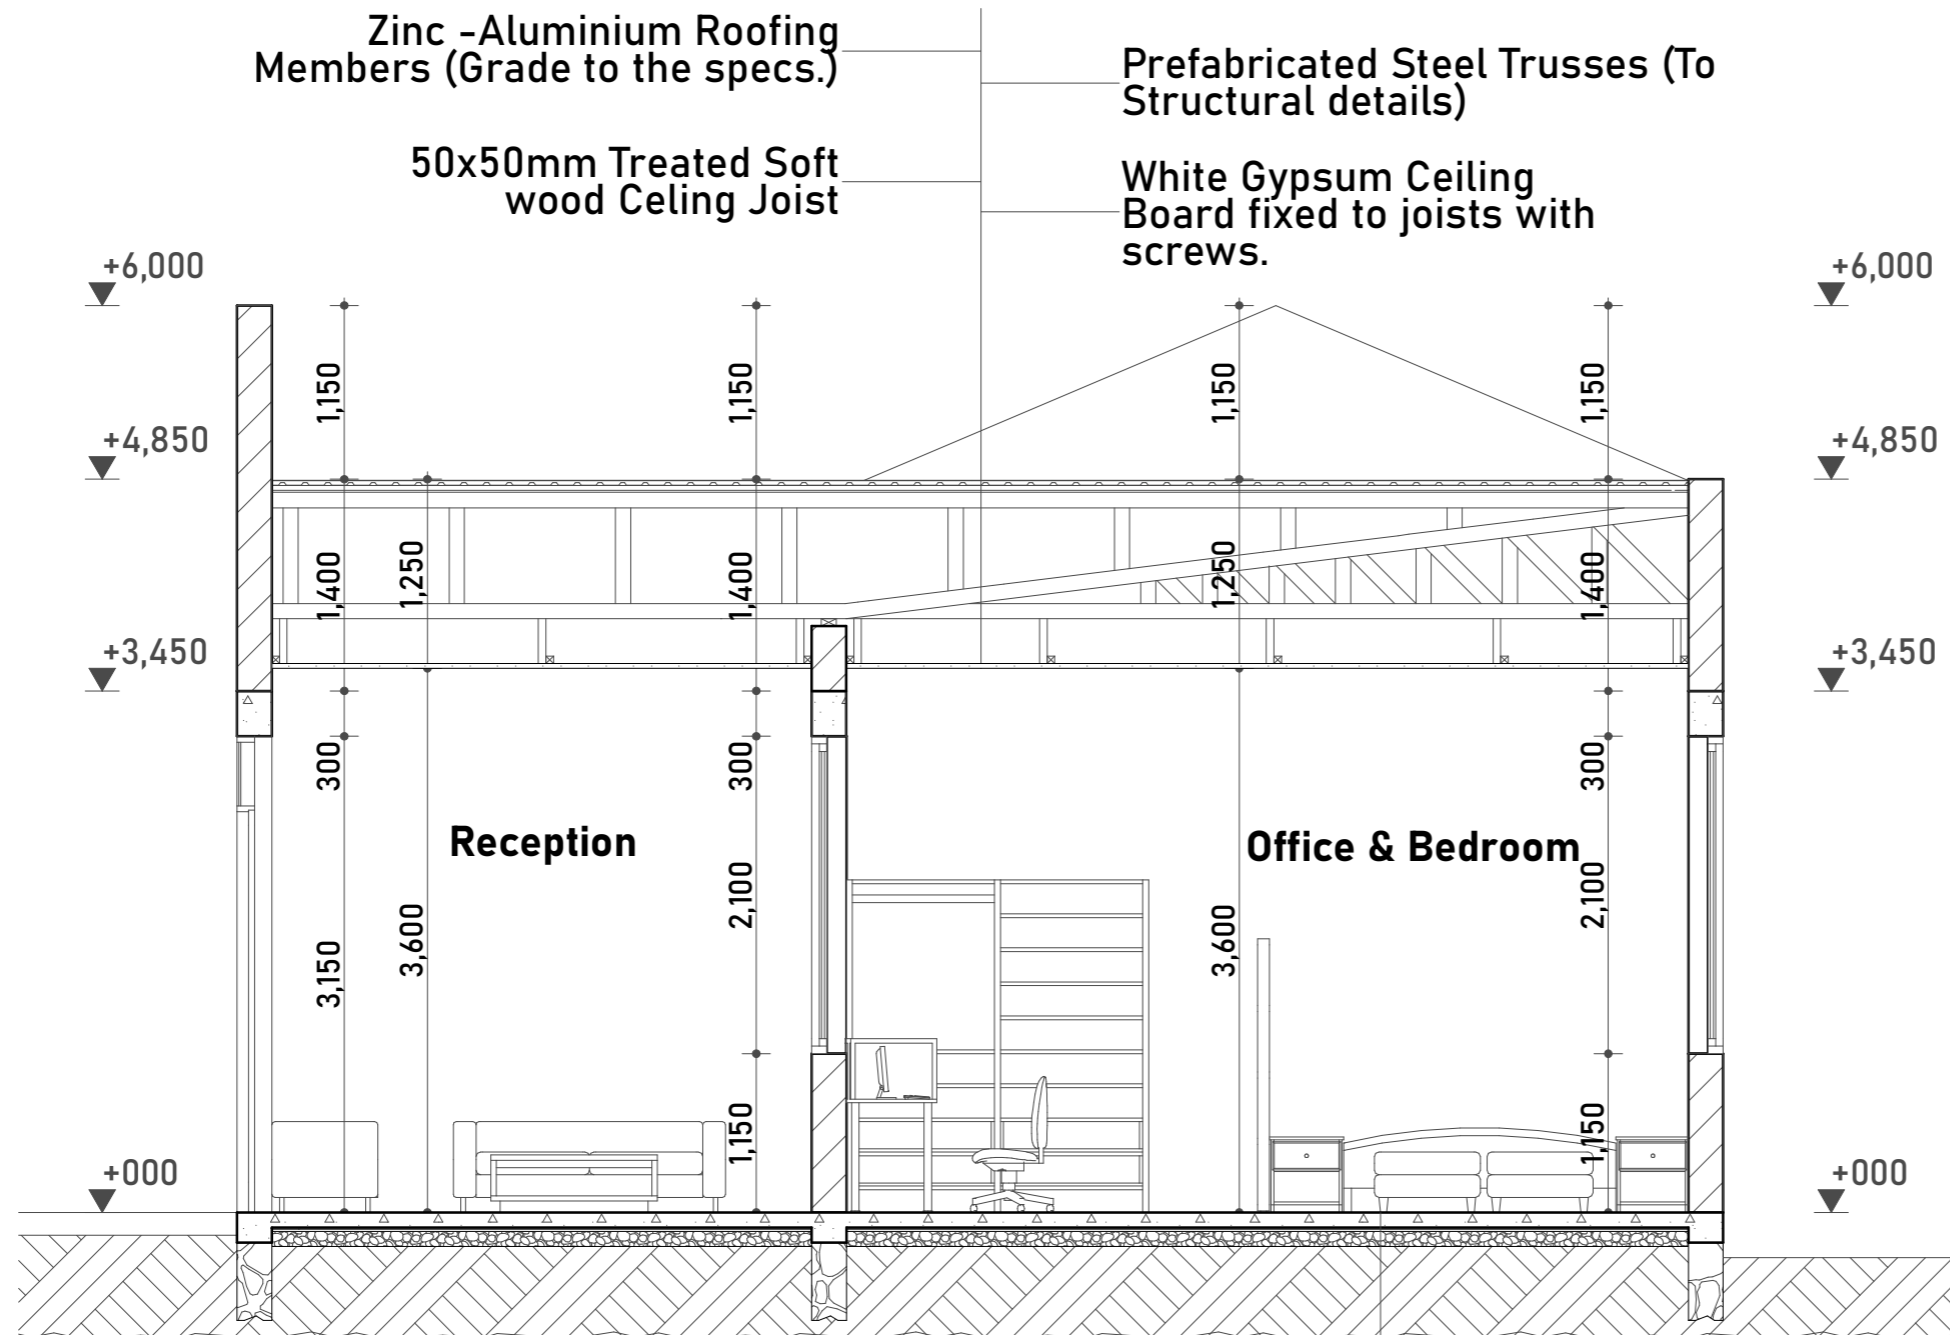 Zinc -Aluminium Roofing
Members (Grade to the specs.)
Prefabricated Steel Trusses (To
Structural details)
50x50mm Treated Soft
wood Celing Joist
White Gypsum Ceiling
Board fixed to joists with
screws.
+6,000
+6,000
1,150
1,150
1,150
1,150
+4,850
+4,850
1,400
1,250
1,400
1,250
1,400
+3,450
+3,450
300
300
300
Reception
Office & Bedroom
2,100
2,100
3,150
3,600
3,600
1,150
1,150
+000
+000